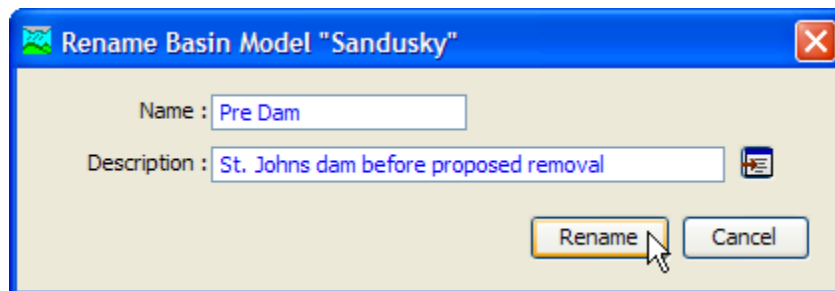 Rename Basin Model "Sandusky"
Name : Pre Dam
Description : St. Johns dam before proposed removal
Rename Cancel